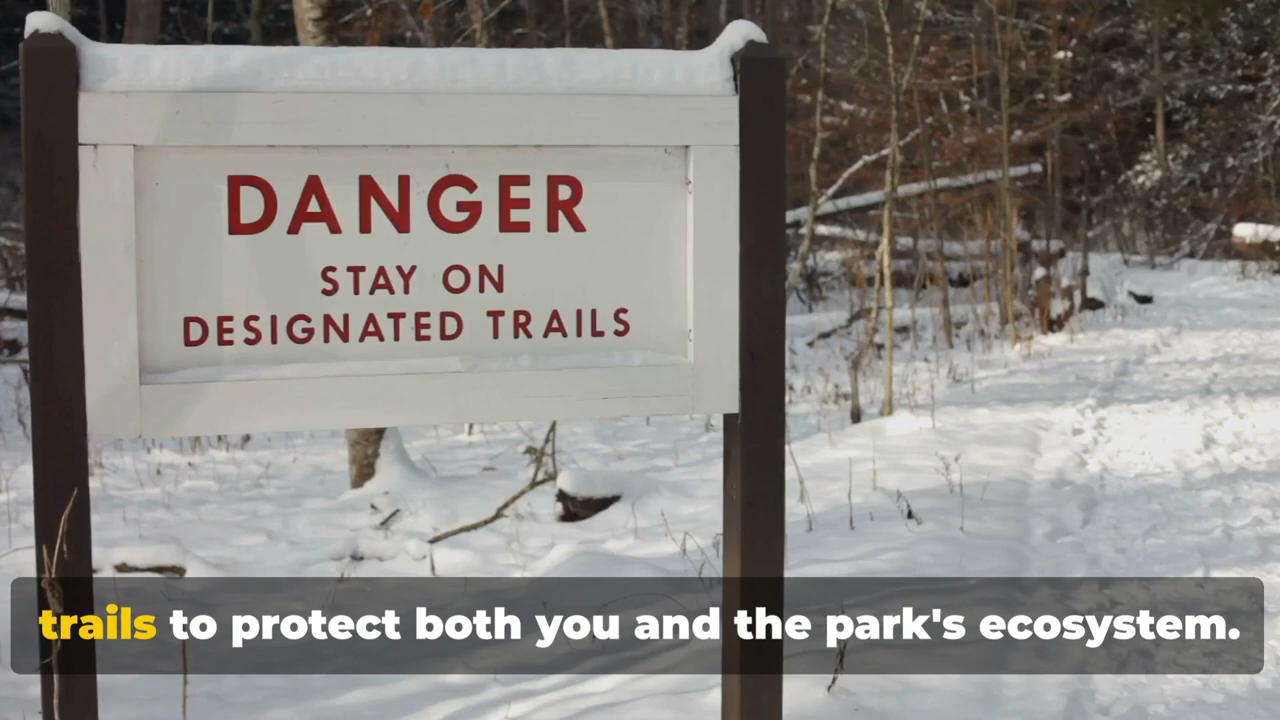 DANGER
STAY ON
DESIGNATED TRAILS
trails to protect both you and the park's ecosystem.